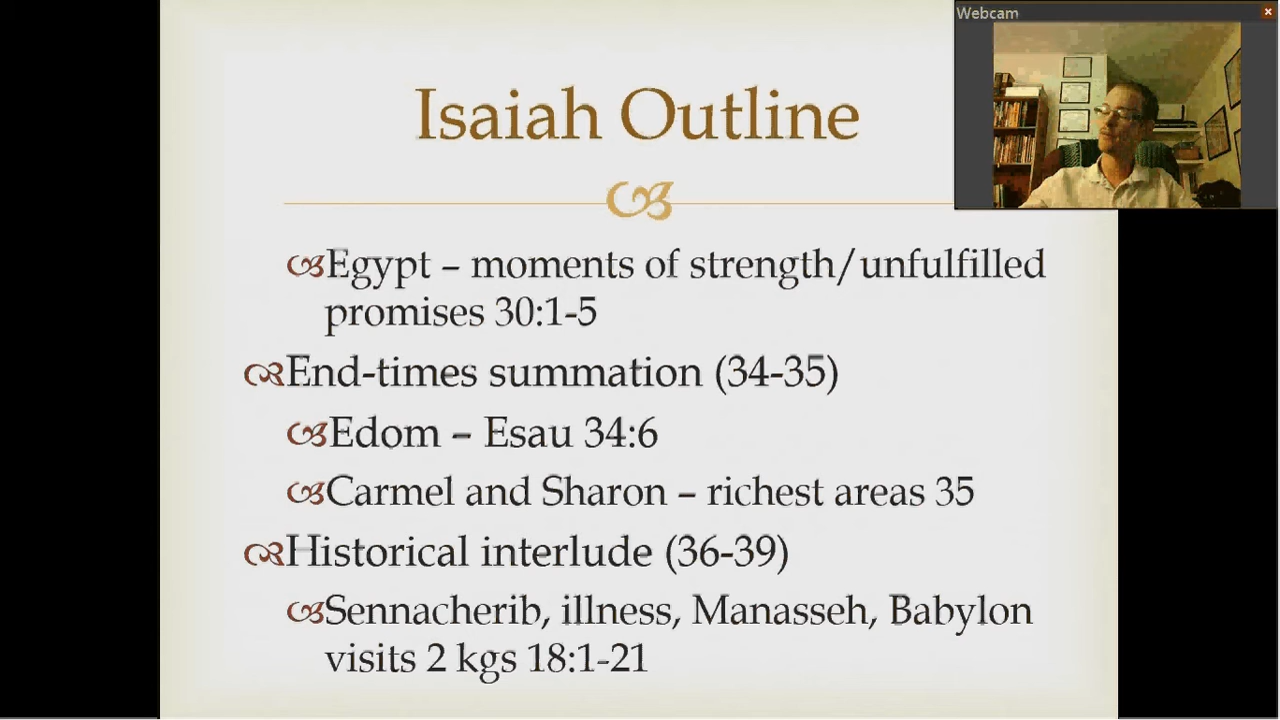 Webcam
Isaiah Outline
Egypt – moments of strength/unfulfilled
promises 30:1-5
End-times summation (34-35)
Edom – Esau 34:6
Carmel and Sharon – richest areas 35
Historical interlude (36-39)
Sennacherib, illness, Manasseh, Babylon
visits 2 kgs 18:1-21